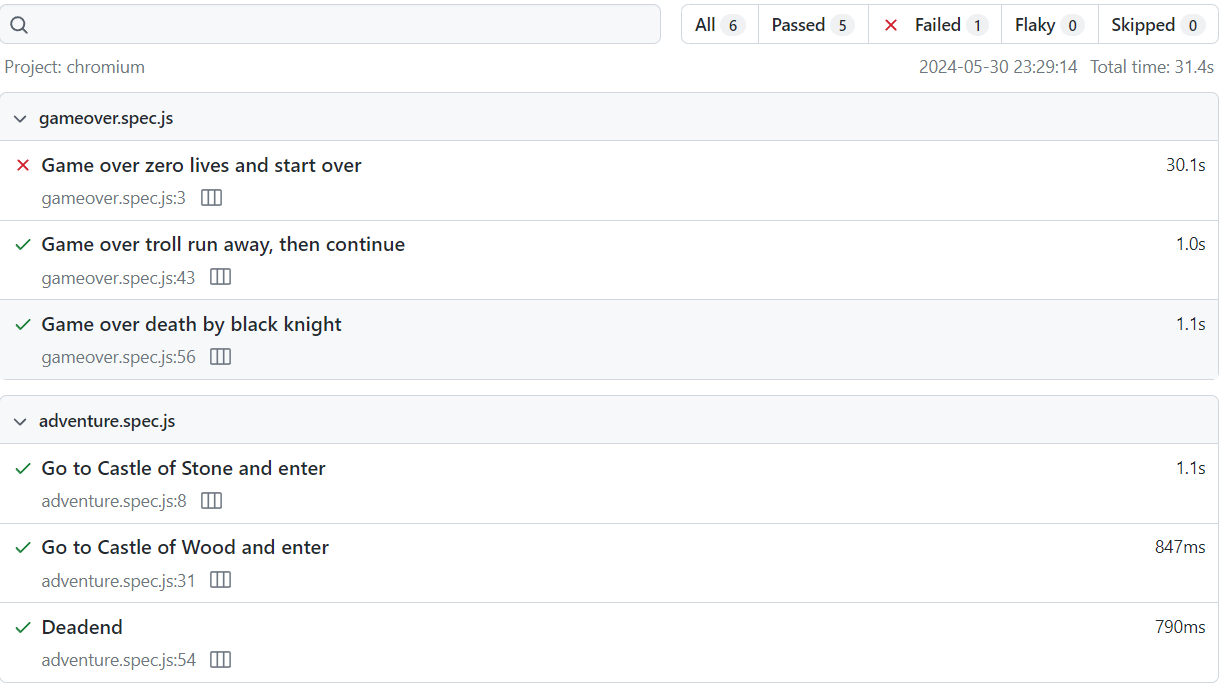 All 6 Passed 5 Failed 1 Flaky 0 Skipped 0
Project: chromium 2024-05-30 23:29:14 Total time: 31.4s
gameover.spec.js
Game over zero lives and start over 30.1s
gameover.spec.js:3
Game over troll run away, then continue 1.0s
gameover.spec.js:43
Game over death by black knight 1.1s
gameover.spec.js:56
adventure.spec.js
Go to Castle of Stone and enter 1.1s
adventure.spec.js:8
Go to Castle of Wood and enter 847ms
adventure.spec.js:31
Deadend 790ms
adventure.spec.js:54